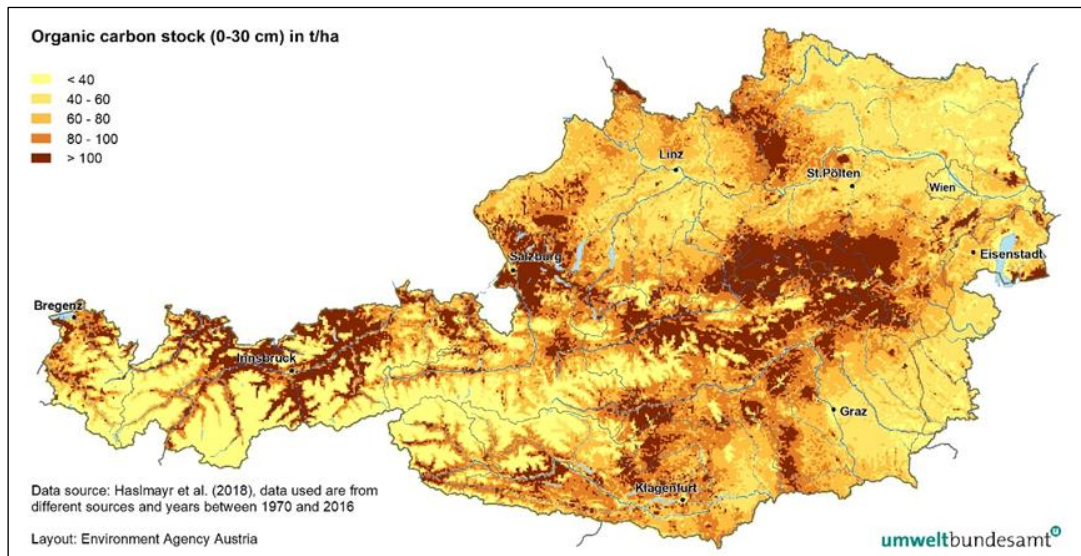 Organic carbon stock (0-30 cm) in t/ha
< 40
40 - 60
60 - 80
80 - 100
> 100
Linz
St.Pölten
Wien
Salzburg
Eisenstadt
Bregenz
Innsbruck
Graz
Klagenfurt
Data source: Haslmayr et al. (2018), data used are from
different sources and years between 1970 and 2016
Layout: Environment Agency Austria
umweltbundesamt